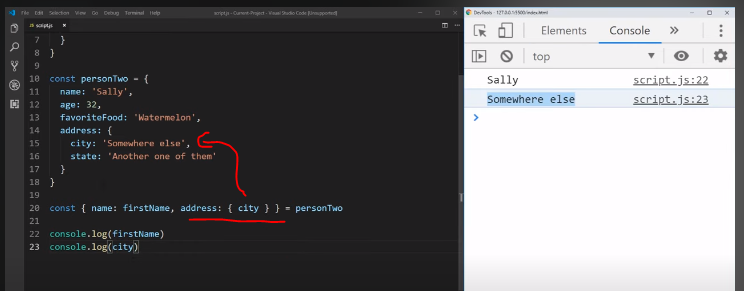 File Edit Selection View Go Debug Terminal Help
script.js - Current-Project - Visual Studio Code [Unsupported]
JS script.js ×
7 }
8 }
9
10 const personTwo = {
11 name: 'Sally',
12 age: 32,
13 favoriteFood: 'Watermelon',
14 address: {
15 city: 'Somewhere else',
16 state: 'Another one of them'
17 }
18 }
19
20 const { name: firstName, address: { city } } = personTwo
21
22 console.log(firstName)
23 console.log(city)
DevTools - 127.0.0.1:5500/index.html
Elements Console »
top
Sally script.js:22
Somewhere else script.js:23